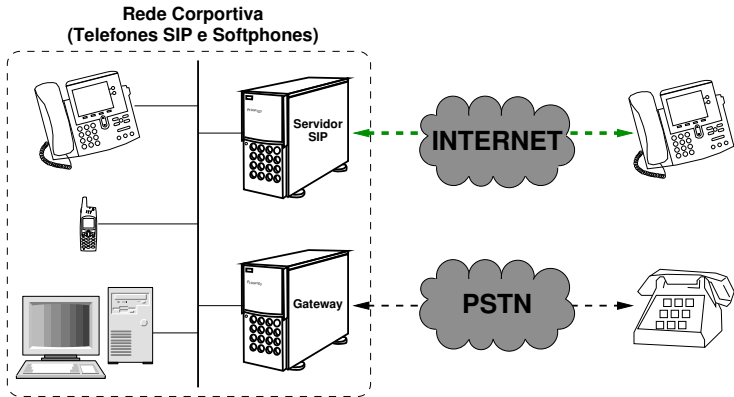 Rede Corportiva
(Telefones SIP e Softphones)
Servidor
SIP
INTERNET
Gateway
PSTN